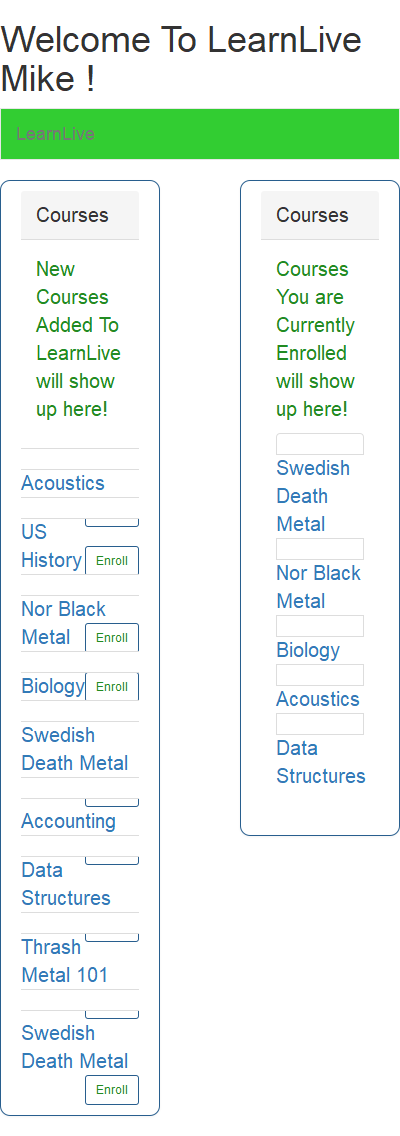 Welcome To LearnLive
Mike !
LearnLive
Courses
New
Courses
Added To
LearnLive
will show
up here!
Acoustics
US
History
Enroll
Nor Black
Metal
Enroll
Biology
Enroll
Swedish
Death Metal
Accounting
Data
Structures
Thrash
Metal 101
Swedish
Death Metal
Enroll
Courses
Courses
You are
Currently
Enrolled
will show
up here!
Swedish
Death
Metal
Nor Black
Metal
Biology
Acoustics
Data
Structures